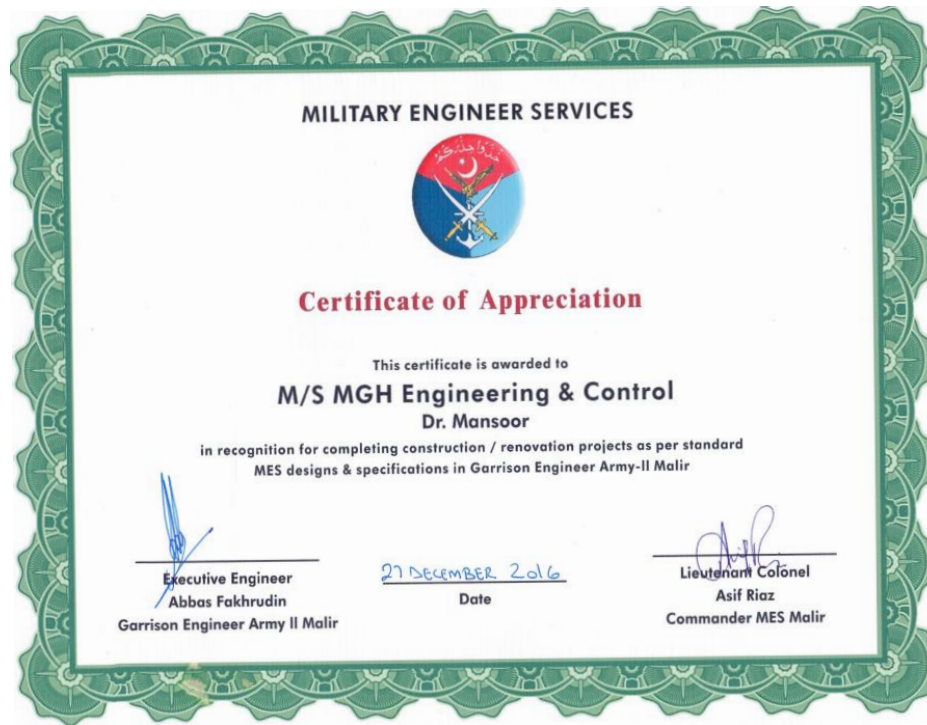 MILITARY ENGINEER SERVICES
Certificate of Appreciation
This certificate is awarded to
M/S MGH Engineering & Control
Dr. Mansoor
in recognition for completing construction / renovation projects as per standard
MES designs & specifications in Garrison Engineer Army-II Malir
Executive Engineer
Abbas Fakhrudin
Garrison Engineer Army II Malir
27 DECEMBER 2016
Date
Lieutenant Colonel
Asif Riaz
Commander MES Malir